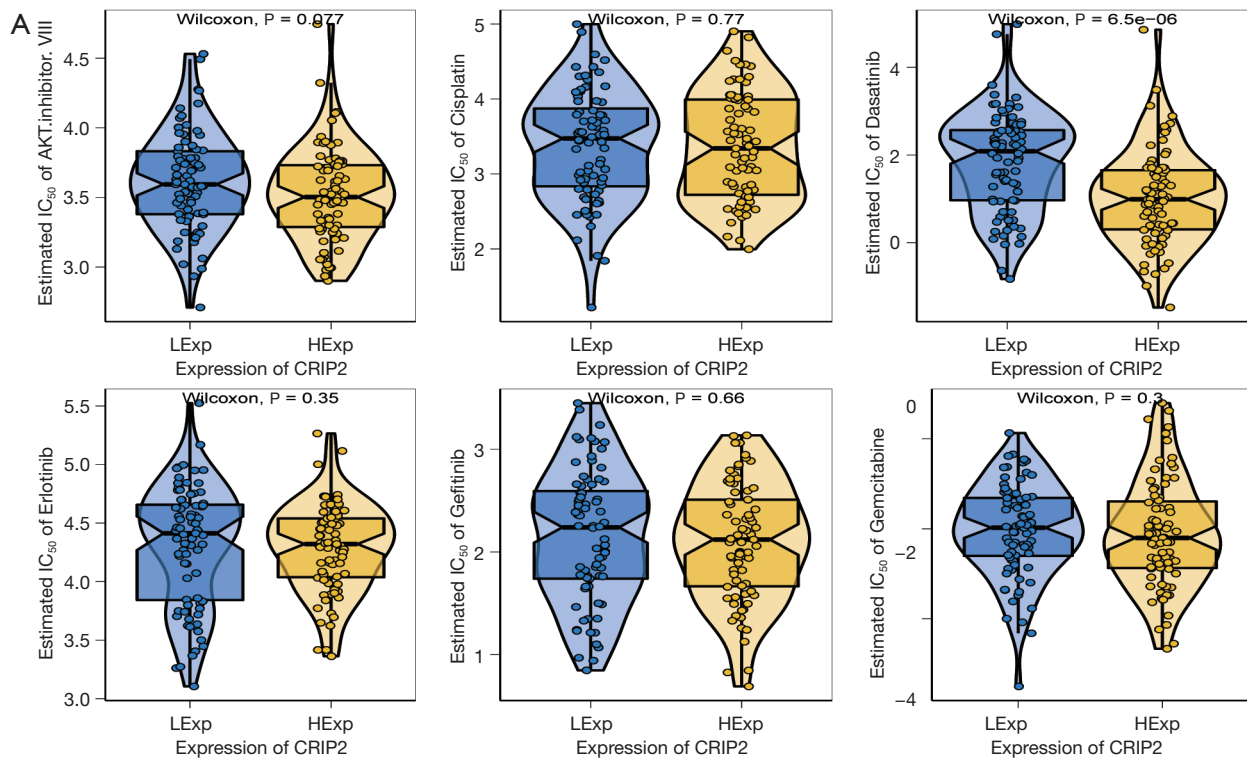 A
Wilcoxon, P = 0.077
Estimated IC50 of AKT.inhibitor. VIII
4.5
4.0
3.5
3.0
LExp
HExp
Expression of CRIP2
Wilcoxon, P = 0.77
Estimated IC50 of Cisplatin
5
4
3
2
LExp
HExp
Expression of CRIP2
Wilcoxon, P = 6.5e-06
Estimated IC50 of Dasatinib
4
2
0
LExp
HExp
Expression of CRIP2
Wilcoxon, P = 0.35
Estimated IC50 of Erlotinib
5.5
5.0
4.5
4.0
3.5
3.0
LExp
HExp
Expression of CRIP2
Wilcoxon, P = 0.66
Estimated IC50 of Gefitinib
3
2
1
LExp
HExp
Expression of CRIP2
Wilcoxon, P = 0.3
Estimated IC50 of Gemcitabine
0
−2
−4
LExp
HExp
Expression of CRIP2